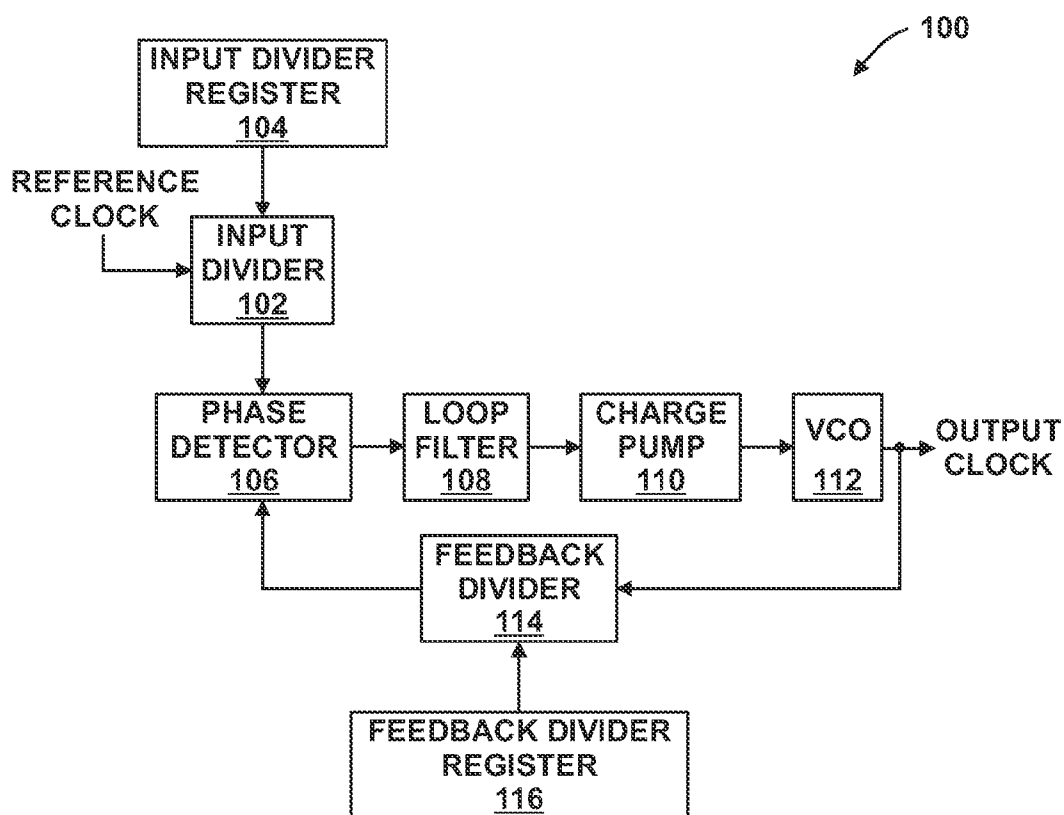 100
INPUT DIVIDER
REGISTER
104
REFERENCE
CLOCK
INPUT
DIVIDER
102
PHASE
DETECTOR
106
LOOP
FILTER
108
CHARGE
PUMP
110
VCO
112
OUTPUT
CLOCK
FEEDBACK
DIVIDER
114
FEEDBACK DIVIDER
REGISTER
116